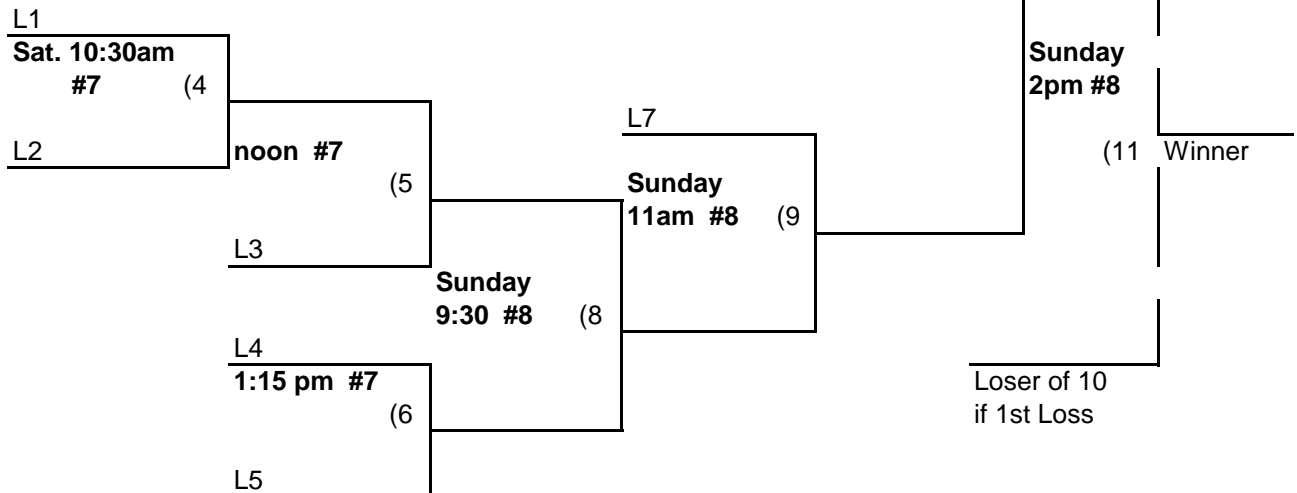 L1
Sat. 10:30am
#7 (4
L2
noon #7
(5
L3
Sunday
9:30 #8 (8
L4
1:15 pm #7
(6
L5
L7
Sunday
11am #8 (9
Sunday
2pm #8
(11 Winner
Loser of 10
if 1st Loss